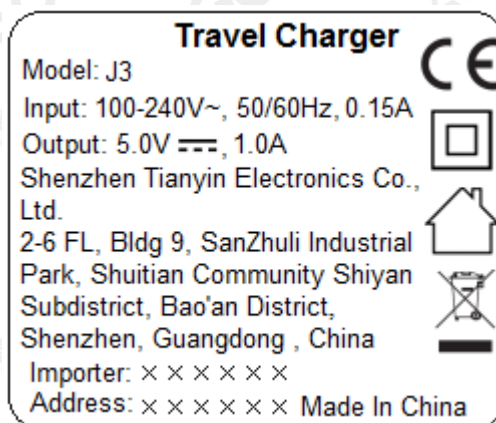 Travel Charger
Model: J3
Input: 100-240V~, 50/60Hz, 0.15A
Output: 5.0V ⎓, 1.0A
Shenzhen Tianyin Electronics Co.,
Ltd.
2-6 FL, Bldg 9, SanZhuli Industrial
Park, Shuitian Community Shiyan
Subdistrict, Bao'an District,
Shenzhen, Guangdong , China
Importer: × × × × × ×
Address: × × × × × × Made In China
CE